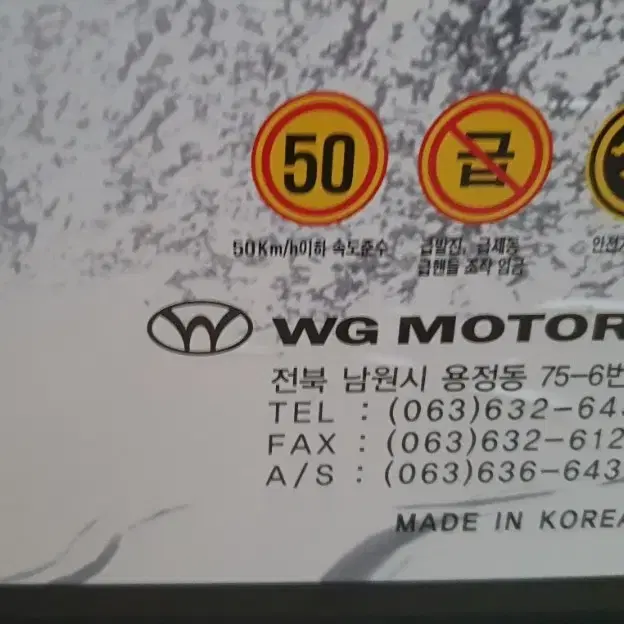 50
급
50Km/h이하 속도준수
급발진, 급제동
급핸들 조작 엄금
WG MOTOR
전북 남원시 용정동 75-6번
TEL : (063)632-643
FAX : (063)632-612
A/S : (063)636-643
MADE IN KOREA